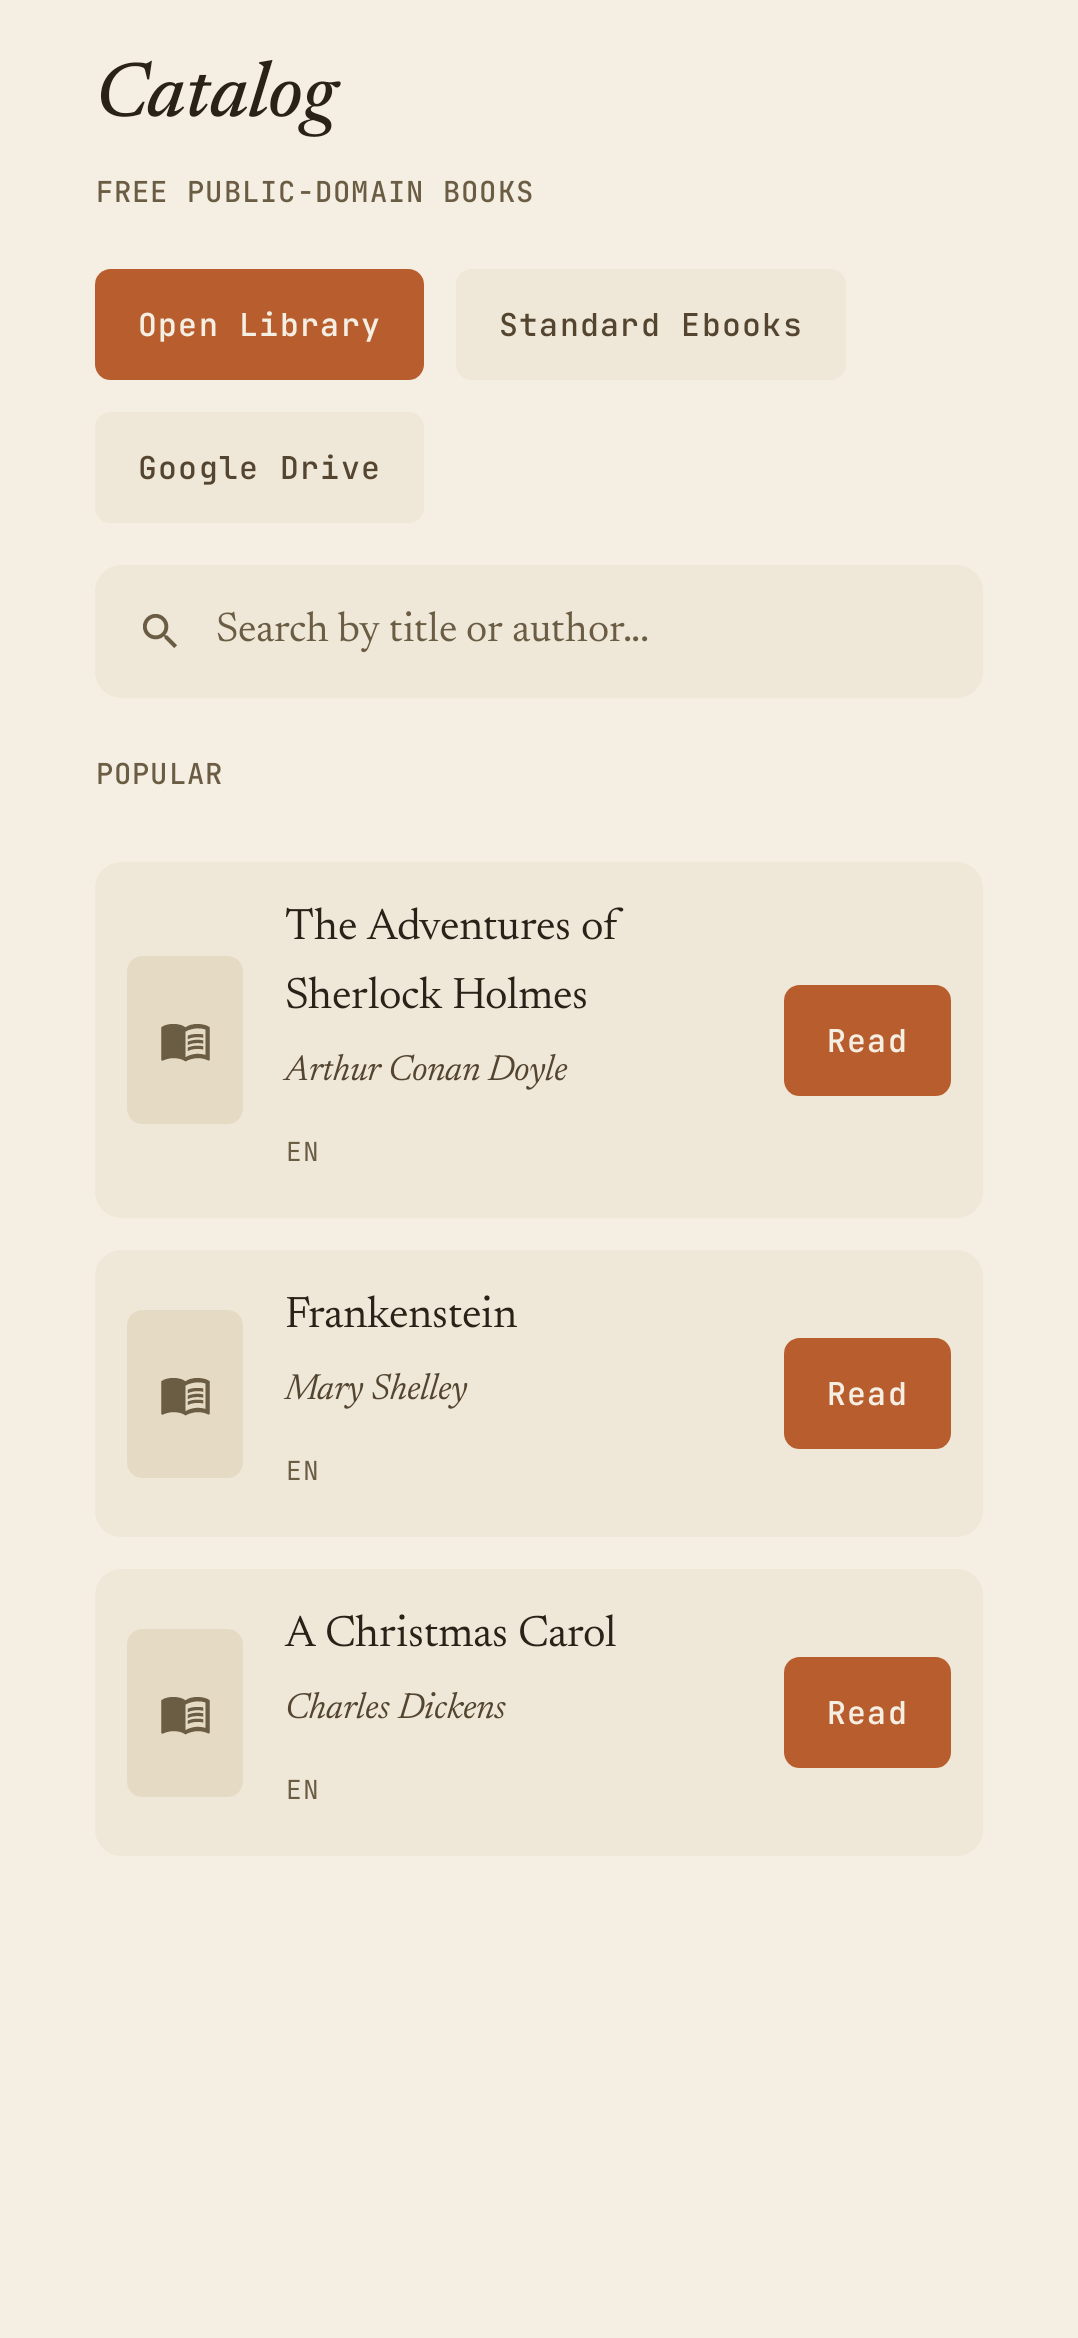 Catalog
FREE PUBLIC-DOMAIN BOOKS
Open Library
Standard Ebooks
Google Drive
Search by title or author...
POPULAR
The Adventures of
Sherlock Holmes
Arthur Conan Doyle
EN
Read
Frankenstein
Mary Shelley
EN
Read
A Christmas Carol
Charles Dickens
EN
Read